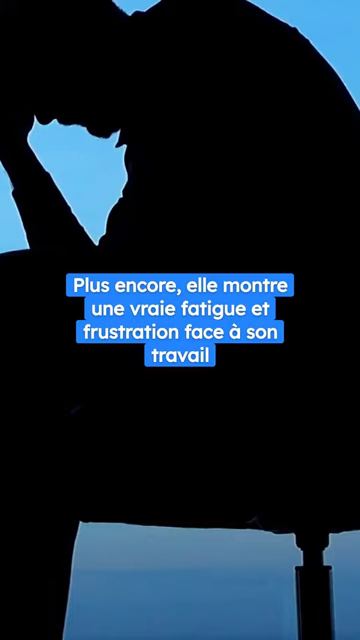 Plus encore, elle montre
une vraie fatigue et
frustration face à son
travail